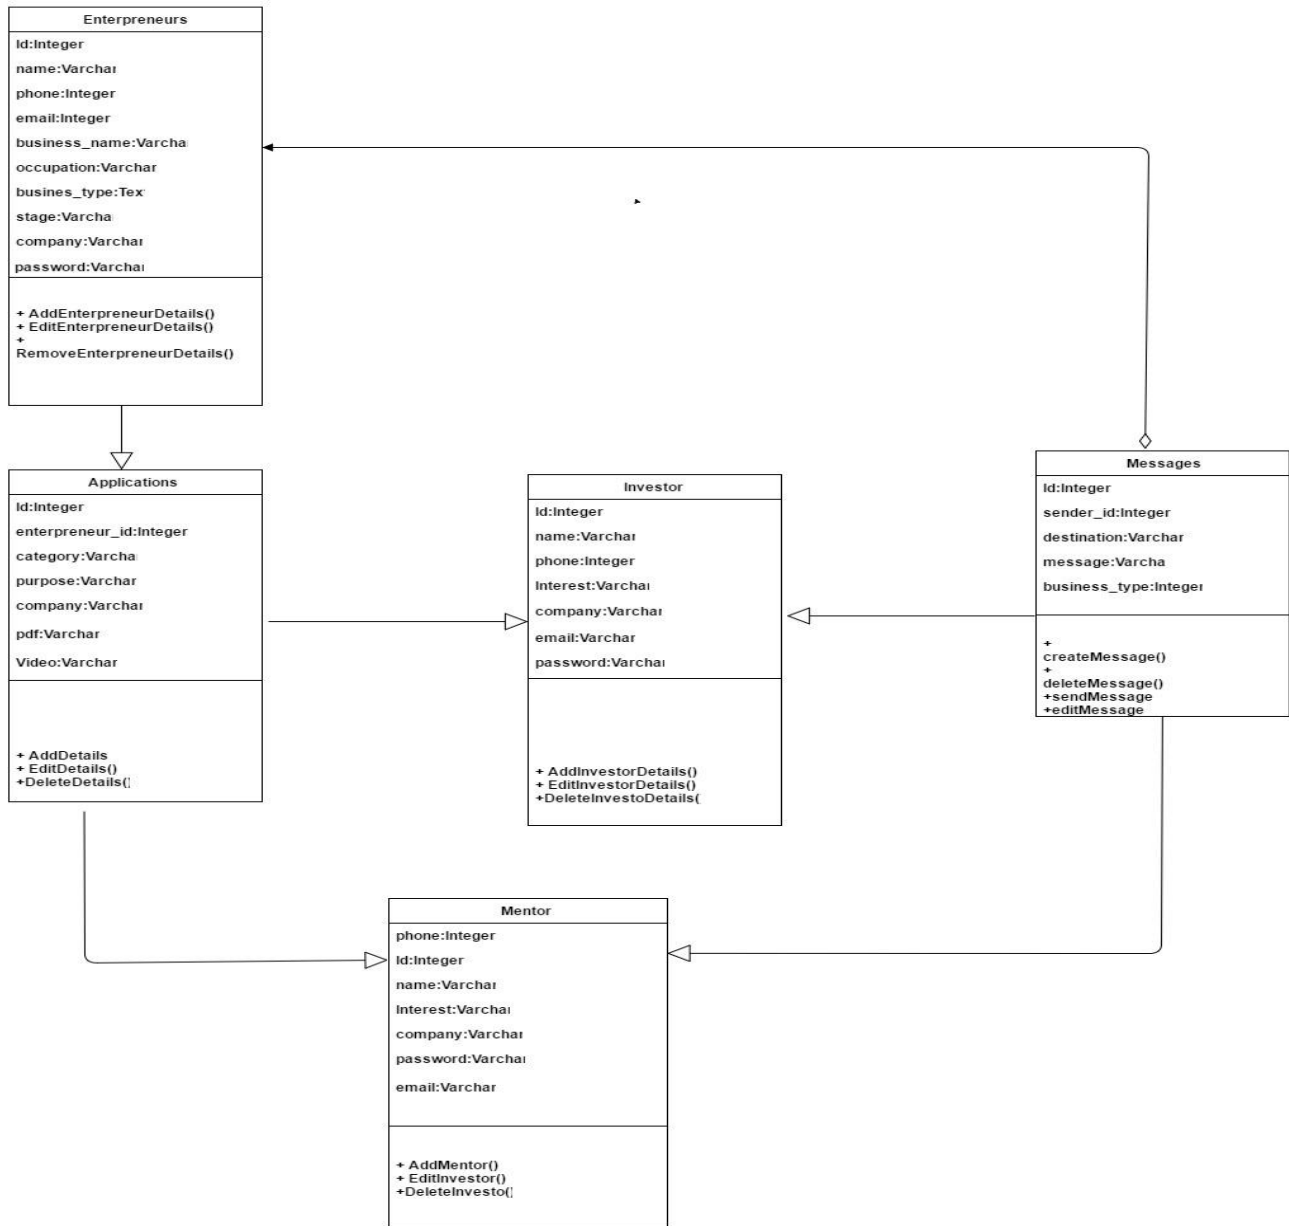 Enterpreneurs
Id:Integer
name:Varchar
phone:Integer
email:Integer
business_name:Varcha
occupation:Varchar
busines_type:Tex
stage:Varcha
company:Varchar
password:Varchar
+ AddEnterpreneurDetails()
+ EditEnterpreneurDetails()
+
RemoveEnterpreneurDetails()
Applications
Id:Integer
enterpreneur_id:Integer
category:Varcha
purpose:Varchar
company:Varchar
pdf:Varchar
Video:Varchar
+ AddDetails
+ EditDetails()
+DeleteDetails()
Investor
Id:Integer
name:Varchar
phone:Integer
Interest:Varchar
company:Varchar
email:Varchar
password:Varchar
+ AddInvestorDetails()
+ EditInvestorDetails()
+DeleteInvestoDetails(
Messages
Id:Integer
sender_id:Integer
destination:Varchar
message:Varcha
business_type:Integer
+
createMessage()
+
deleteMessage()
+sendMessage
+editMessage
Mentor
phone:Integer
Id:Integer
name:Varchar
Interest:Varchar
company:Varchar
password:Varchar
email:Varchar
+ AddMentor()
+ EditInvestor()
+DeleteInvesto()